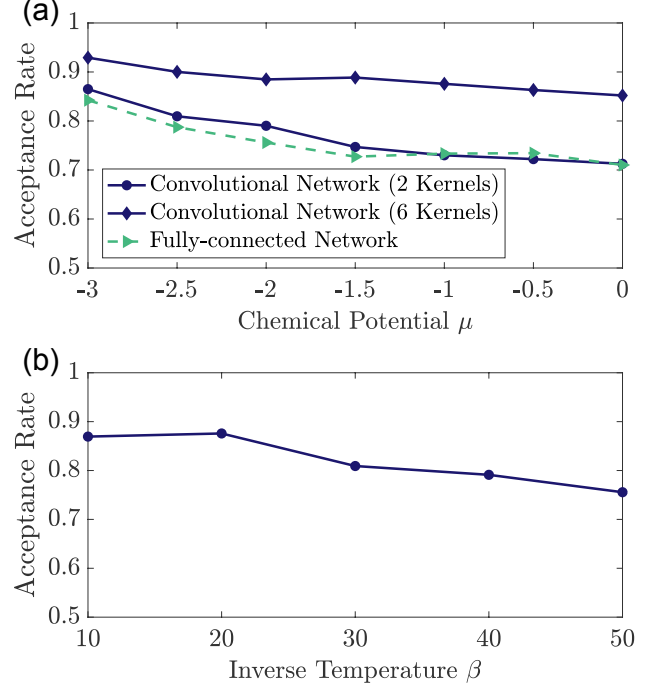 (a)
Acceptance Rate
1
0.9
0.8
0.7
0.6
0.5
Convolutional Network (2 Kernels)
Convolutional Network (6 Kernels)
Fully-connected Network
-3 -2.5 -2 -1.5 -1 -0.5 0
Chemical Potential μ
(b)
Acceptance Rate
1
0.9
0.8
0.7
0.6
0.5
10 20 30 40 50
Inverse Temperature β